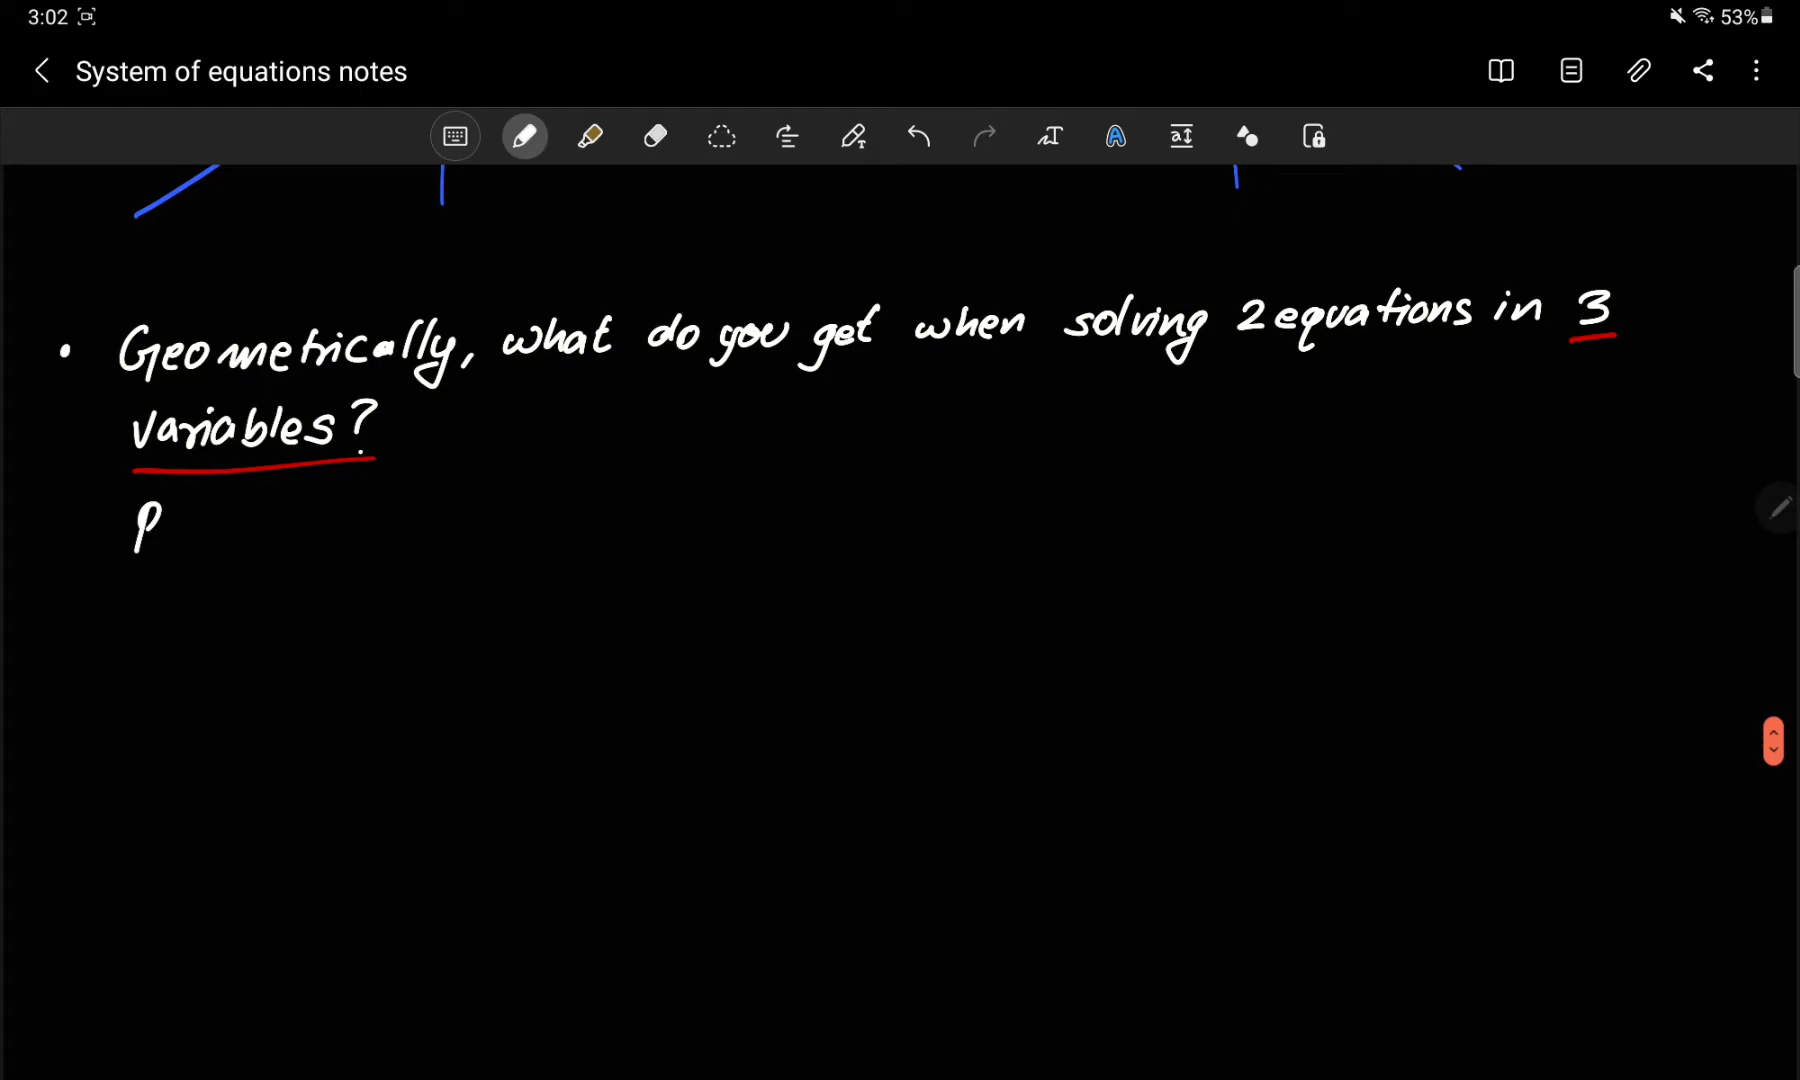 3:02 53%
System of equations notes
• Geometrically, what do you get when solving 2 equations in 3
variables?
P